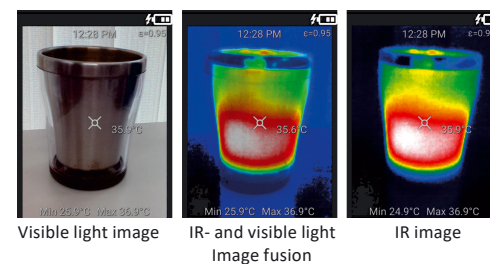 12:28 PM ε=0.95
35.9°C
Min 25.9°C Max 36.9°C
Visible light image
12:28 PM ε=0.95
35.6°C
Min 25.9°C Max 36.9°C
IR- and visible light
Image fusion
12:28 PM ε=0.95
35.9°C
Min 24.9°C Max 36.9°C
IR image